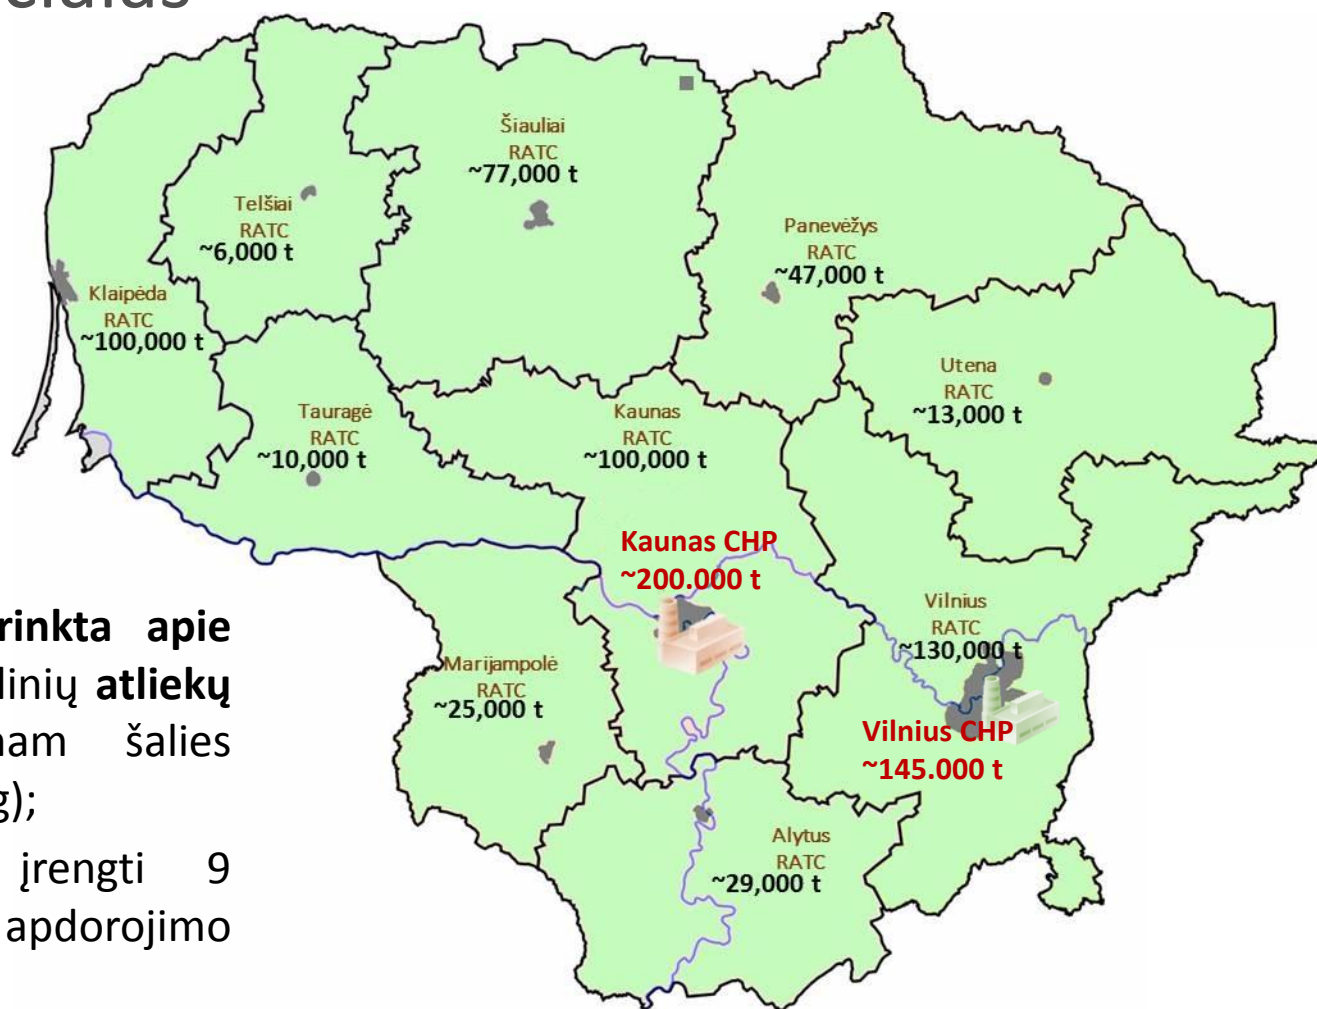 Šiauliai
RATC
~77,000 t
Telšiai
RATC
~6,000 t
Panevėžys
RATC
~47,000 t
Klaipėda
RATC
~100,000 t
Utena
RATC
~13,000 t
Tauragė
RATC
~10,000 t
Kaunas
RATC
~100,000 t
Kaunas CHP
~200.000 t
Vilnius
RATC
~130,000 t
Vilnius CHP
~145.000 t
Marijampolė
RATC
~25,000 t
Alytus
RATC
~29,000 t
rinkta apie
linių atliekų
nam šalies
g);
įrengti 9
apdorojimo